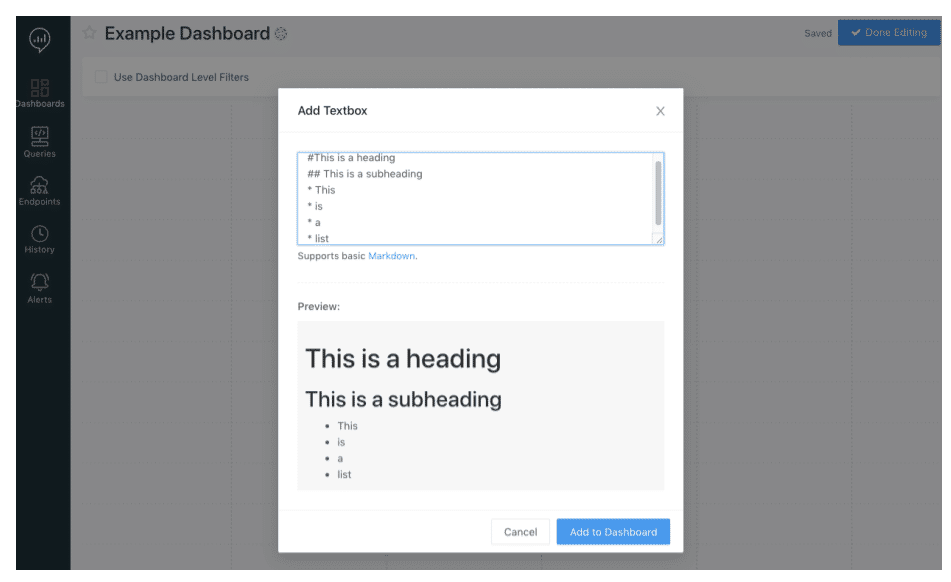 Example Dashboard
Saved
Done Editing
Use Dashboard Level Filters
Dashboards
Queries
Endpoints
History
Alerts
Add Textbox
#This is a heading
## This is a subheading
* This
* is
* a
* list
Supports basic Markdown.
Preview:
This is a heading
This is a subheading
• This
• is
• a
• list
Cancel
Add to Dashboard